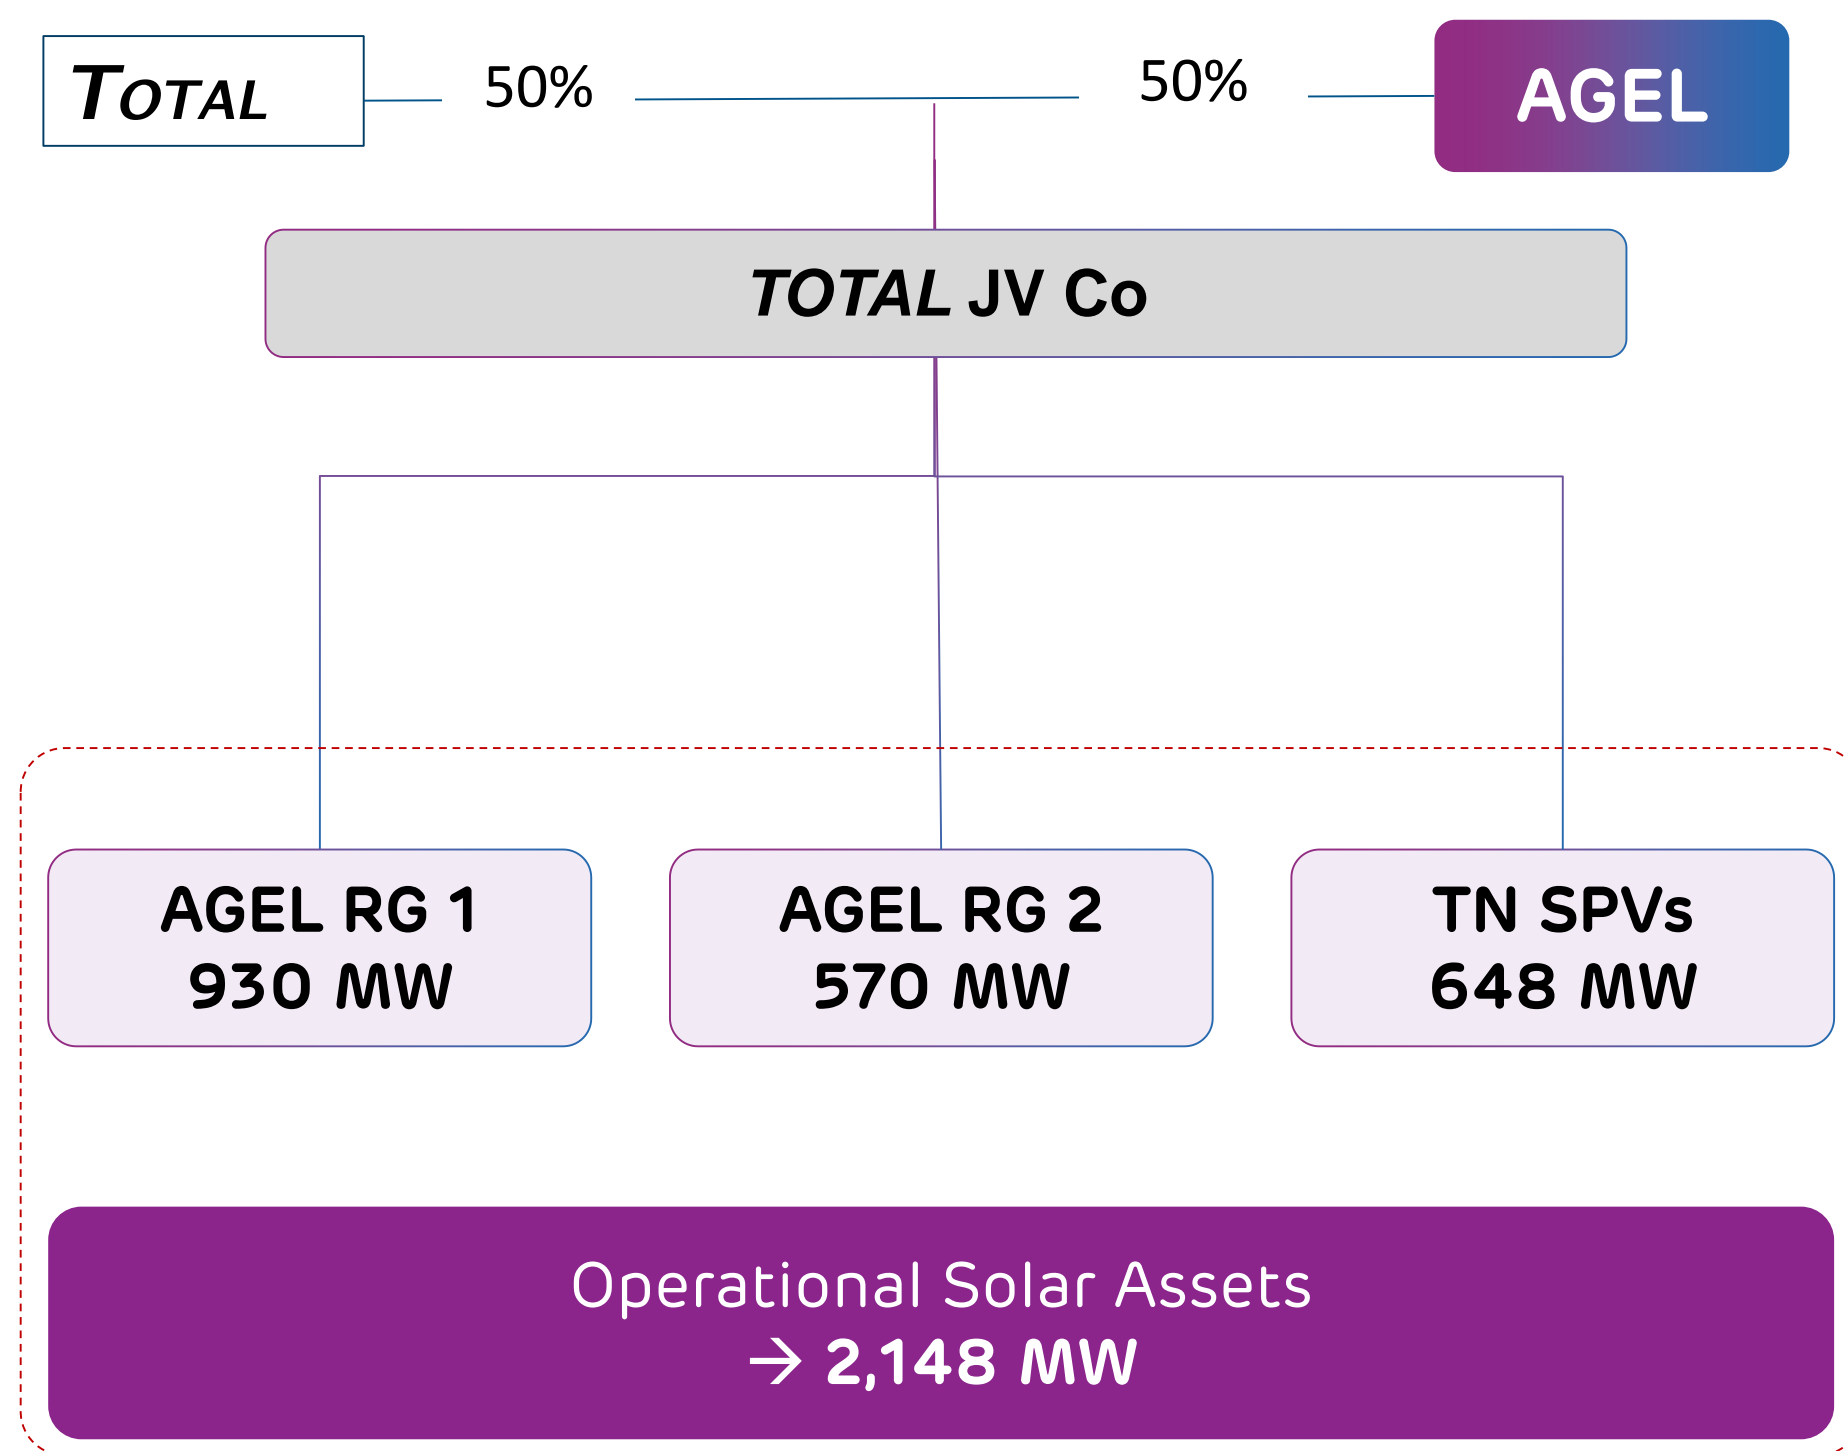 TOTAL
50%
50%
AGEL
TOTAL JV Co
AGEL RG 1
930 MW
AGEL RG 2
570 MW
TN SPVs
648 MW
Operational Solar Assets
→ 2,148 MW